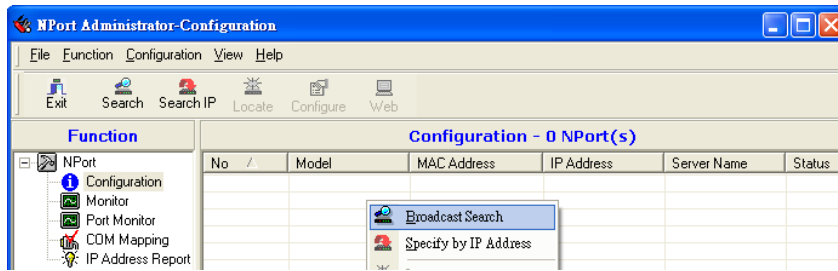 NPort Administrator-Configuration
File Function Configuration View Help
Exit Search Search IP Locate Configure Web
Function
Configuration - 0 NPort(s)
NPort
Configuration
Monitor
Port Monitor
COM Mapping
IP Address Report
No Model MAC Address IP Address Server Name Status
Broadcast Search
Specify by IP Address